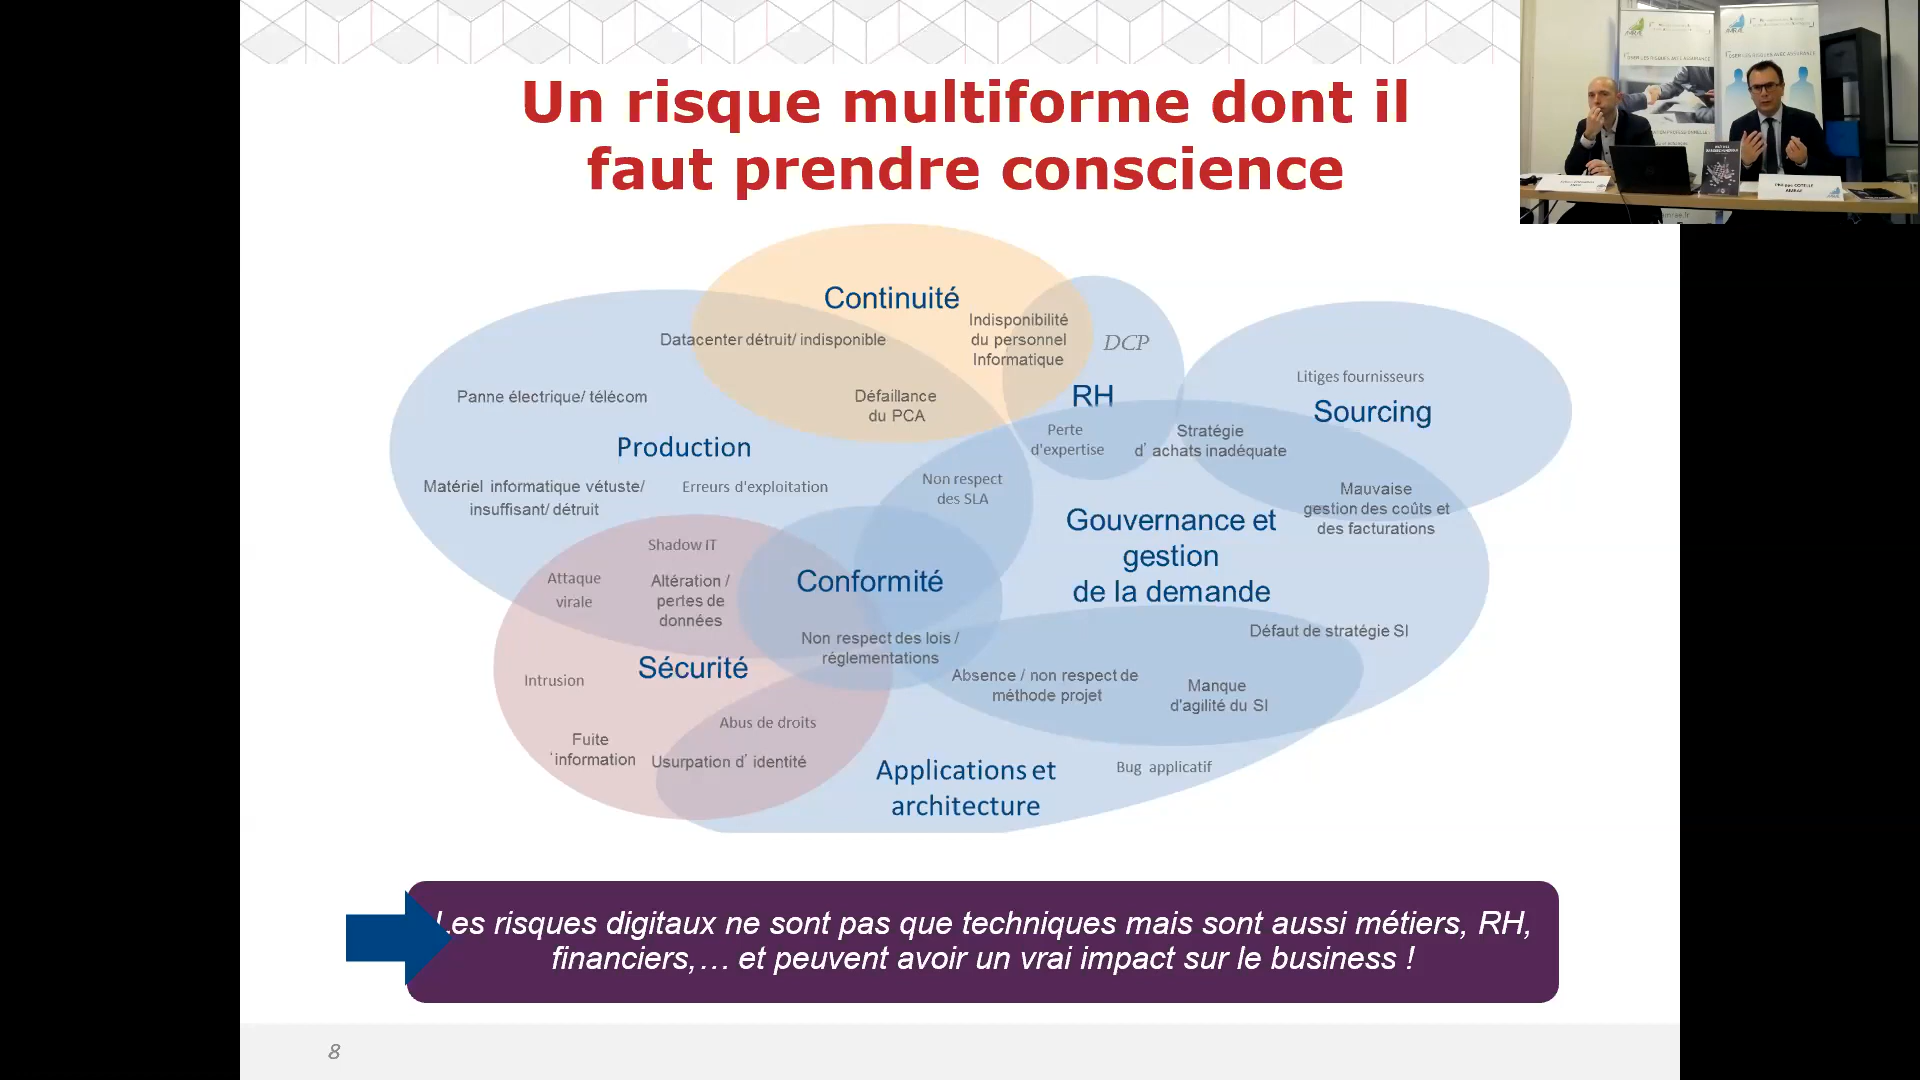 Un risque multiforme dont il
faut prendre conscience
Continuité
Datacenter détruit/ indisponible
Indisponibilité
du personnel
Informatique
DCP
Défaillance
du PCA
RH
Litiges fournisseurs
Sourcing
Panne électrique/ télécom
Production
Perte
d'expertise
Stratégie
d' achats inadéquate
Matériel informatique vétuste/
insuffisant/ détruit
Erreurs d'exploitation
Non respect
des SLA
Mauvaise
gestion des coûts et
des facturations
Gouvernance et
gestion
de la demande
Shadow IT
Attaque
virale
Altération /
pertes de
données
Conformité
Non respect des lois /
réglementations
Défaut de stratégie SI
Sécurité
Intrusion
Absence / non respect de
méthode projet
Manque
d'agilité du SI
Abus de droits
Fuite
'information
Usurpation d' identité
Applications et
architecture
Bug applicatif
Les risques digitaux ne sont pas que techniques mais sont aussi métiers, RH,
financiers,... et peuvent avoir un vrai impact sur le business !
8
COTELLE
AMRAE